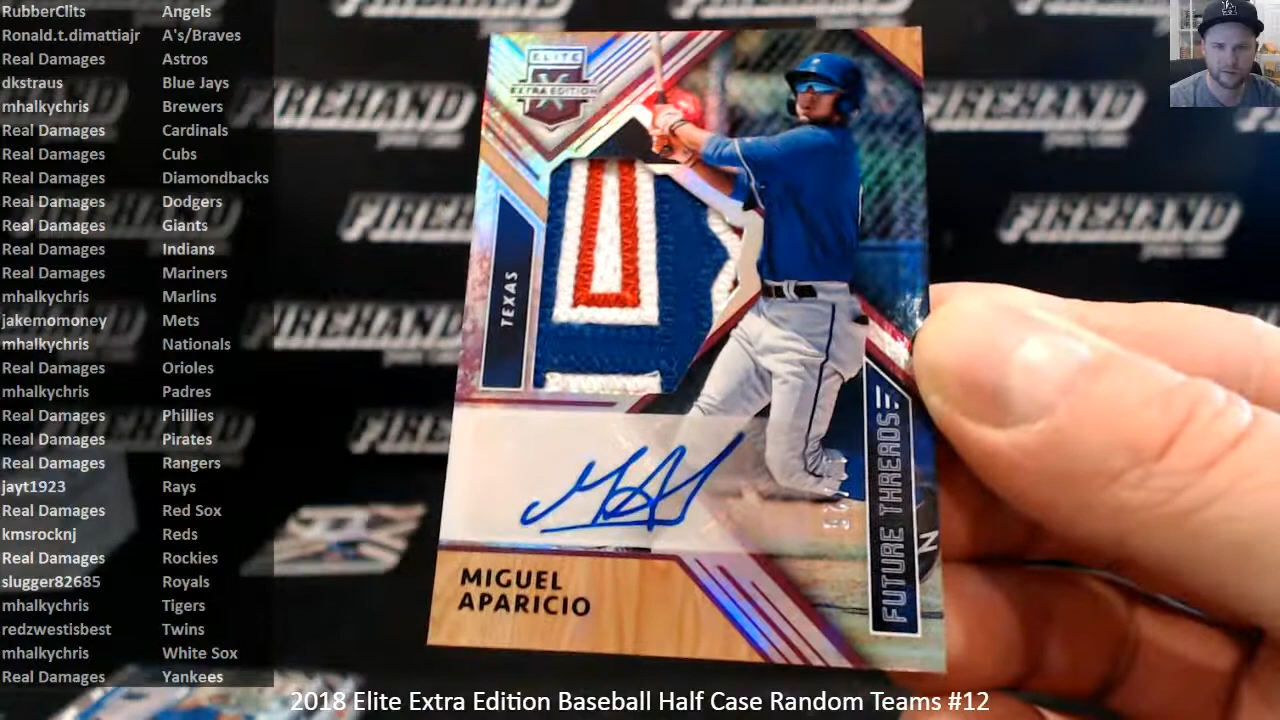 RubberClits Angels
Ronald.t.dimattiajr A's/Braves
Real Damages Astros
dkstraus Blue Jays
mhalkychris Brewers
Real Damages Cardinals
Real Damages Cubs
Real Damages Diamondbacks
Real Damages Dodgers
Real Damages Giants
Real Damages Indians
Real Damages Mariners
mhalkychris Marlins
jakemomoney Mets
mhalkychris Nationals
Real Damages Orioles
mhalkychris Padres
Real Damages Phillies
Real Damages Pirates
Real Damages Rangers
jayt1923 Rays
Real Damages Red Sox
kmsrocknj Reds
Real Damages Rockies
slugger82685 Royals
mhalkychris Tigers
redzwestisbest Twins
mhalkychris White Sox
Real Damages Yankees
ELITE
X
EXTRA EDITION
TEXAS
FUTURE THREADS
MIGUEL
APARICIO
FIREHAND
FIREHAND
FIREHAND
FIREHAND
2018 Elite Extra Edition Baseball Half Case Random Teams #12